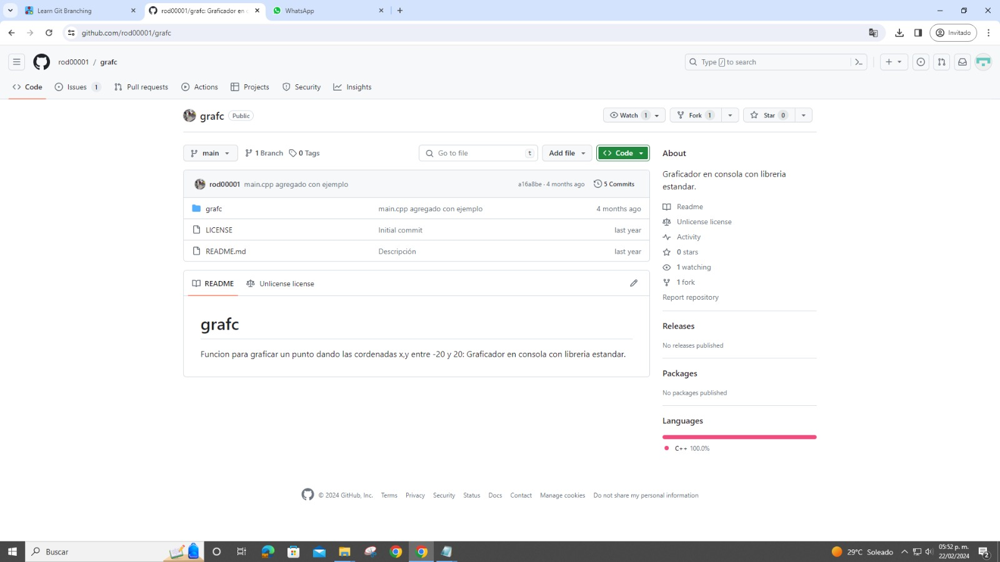 Learn Git Branching
rod00001/grafc: Graficador en c
WhatsApp
github.com/rod00001/grafc
Invitado
rod00001 / grafc
Type / to search
Code
Issues 1
Pull requests
Actions
Projects
Security
Insights
grafc Public
Watch 1
Fork 1
Star 0
main
1 Branch
0 Tags
Go to file t
Add file
Code
rod00001 main.cpp agregado con ejemplo
a16a8be · 4 months ago
5 Commits
grafc main.cpp agregado con ejemplo 4 months ago
LICENSE Initial commit last year
README.md Descripción last year
README
Unlicense license
grafc
Funcion para graficar un punto dando las cordenadas x,y entre -20 y 20: Graficador en consola con libreria estandar.
About
Graficador en consola con libreria
estandar.
Readme
Unlicense license
Activity
0 stars
1 watching
1 fork
Report repository
Releases
No releases published
Packages
No packages published
Languages
C++ 100.0%
© 2024 GitHub, Inc. Terms Privacy Security Status Docs Contact Manage cookies Do not share my personal information
Buscar
29°C Soleado
05:52 p. m.
22/02/2024
2